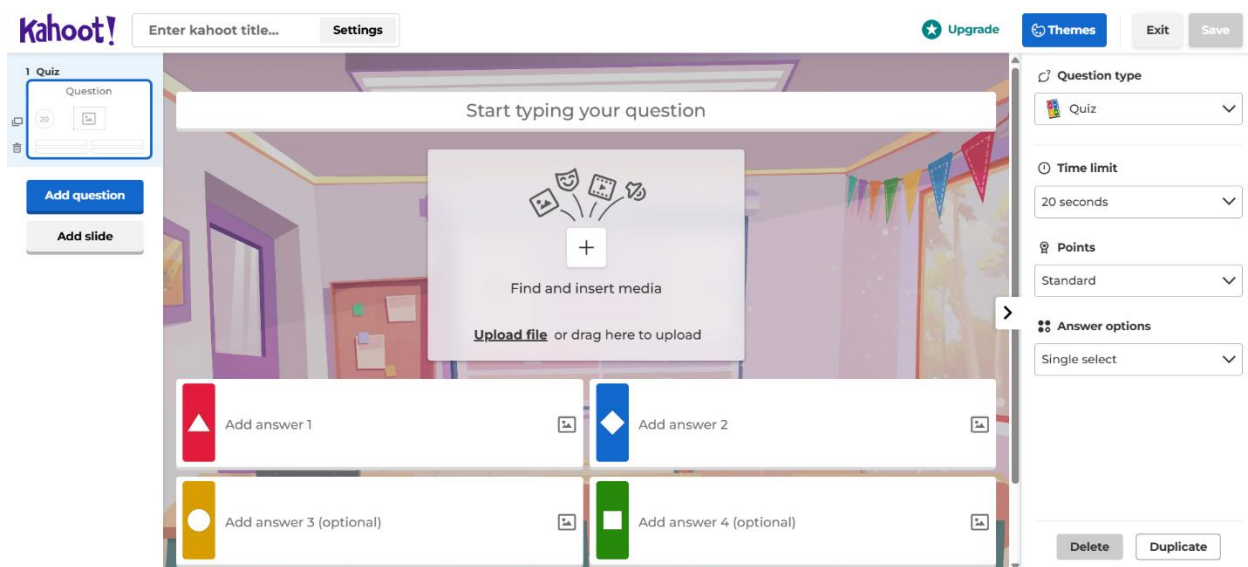 Kahoot!
Enter kahoot title...
Settings
Upgrade
Themes
Exit
Save
1 Quiz
Question
20
Add question
Add slide
Start typing your question
Find and insert media
Upload file or drag here to upload
Add answer 1
Add answer 2
Add answer 3 (optional)
Add answer 4 (optional)
Question type
Quiz
Time limit
20 seconds
Points
Standard
Answer options
Single select
Delete
Duplicate